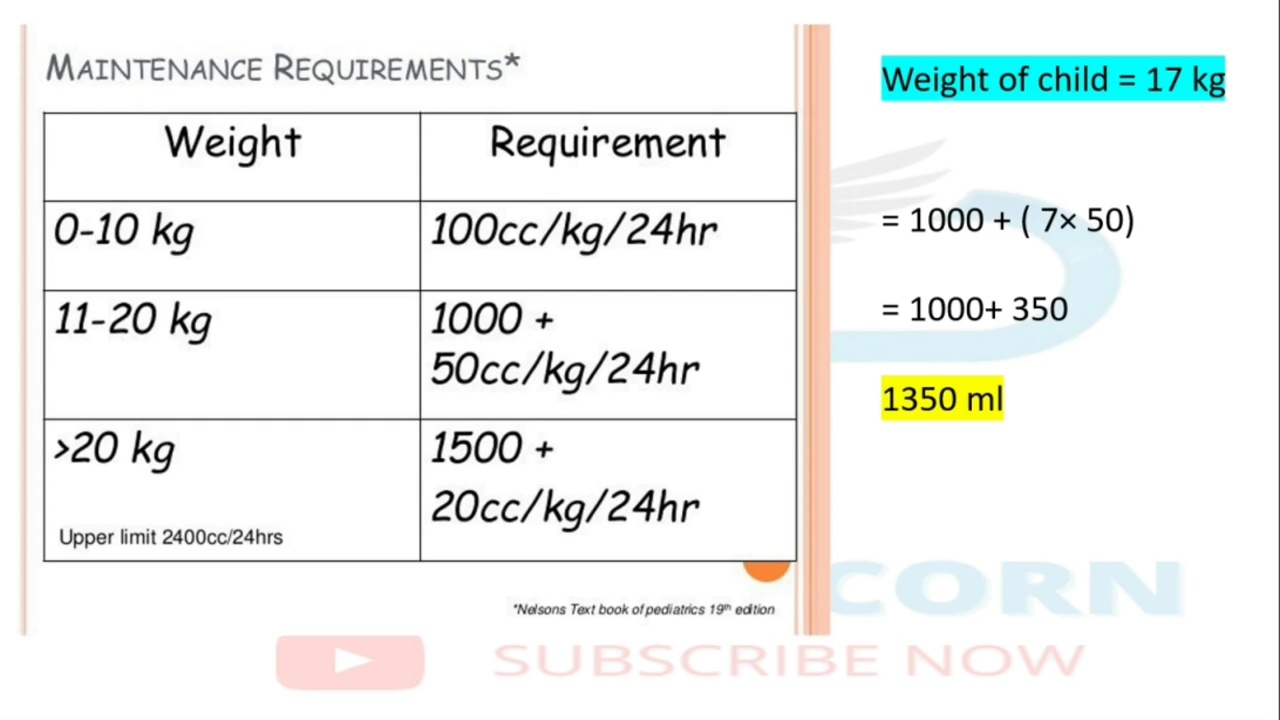 MAINTENANCE REQUIREMENTS*
Weight
Requirement
0-10 kg
100cc/kg/24hr
11-20 kg
1000 +
50cc/kg/24hr
>20 kg
Upper limit 2400cc/24hrs
1500 +
20cc/kg/24hr
*Nelsons Text book of pediatrics 19th edition
Weight of child = 17 kg
= 1000 + ( 7× 50)
= 1000+ 350
1350 ml
CORN
SUBSCRIBE NOW